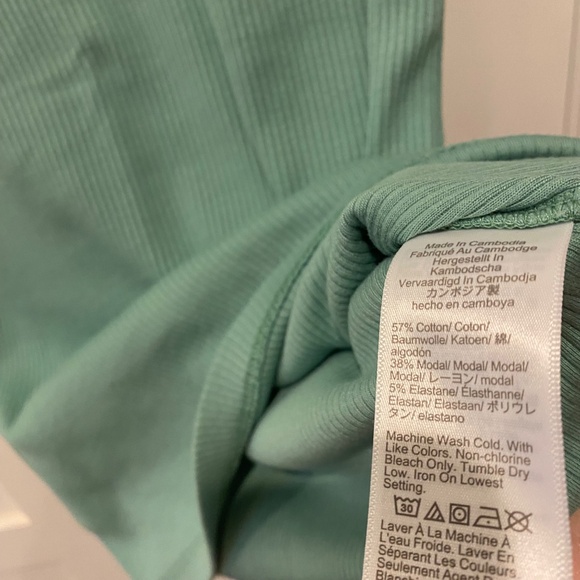 Made In Cambodia
Fabriqué Au Cambodge
Hergestellt In
Kambodscha
Vervaardigd In Cambodja
カンボジア製
hecho en camboya
57% Cotton/ Coton/
Baumwolle/ Katoen/ 綿/
algodón
38% Modal/ Modal/ Modal/
Modal/ レーヨン/ modal
5% Elastane/ Élasthanne/
Elastan/ Elastaan/ ポリウレ
タン/ elastano
Machine Wash Cold. With
Like Colors. Non-chlorine
Bleach Only. Tumble Dry
Low. Iron On Lowest
Setting.
30
Laver À La Machine À
L'eau Froide. Laver En
Séparant Les Couleurs
Seulement Agent